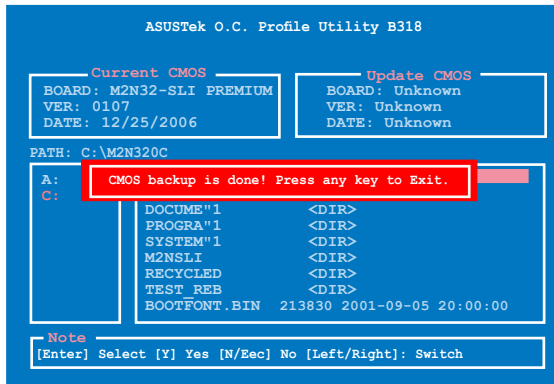 ASUSTek O.C. Profile Utility B318
Current CMOS
BOARD: M2N32-SLI PREMIUM
VER: 0107
DATE: 12/25/2006
Update CMOS
BOARD: Unknown
VER: Unknown
DATE: Unknown
PATH: C:\M2N320C
A:
C:
CMOS backup is done! Press any key to Exit.
DOCUME"1 <DIR>
PROGRA"1 <DIR>
SYSTEM"1 <DIR>
M2NSLI <DIR>
RECYCLED <DIR>
TEST_REB <DIR>
BOOTFONT.BIN 213830 2001-09-05 20:00:00
Note
[Enter] Select [Y] Yes [N/Eec] No [Left/Right]: Switch